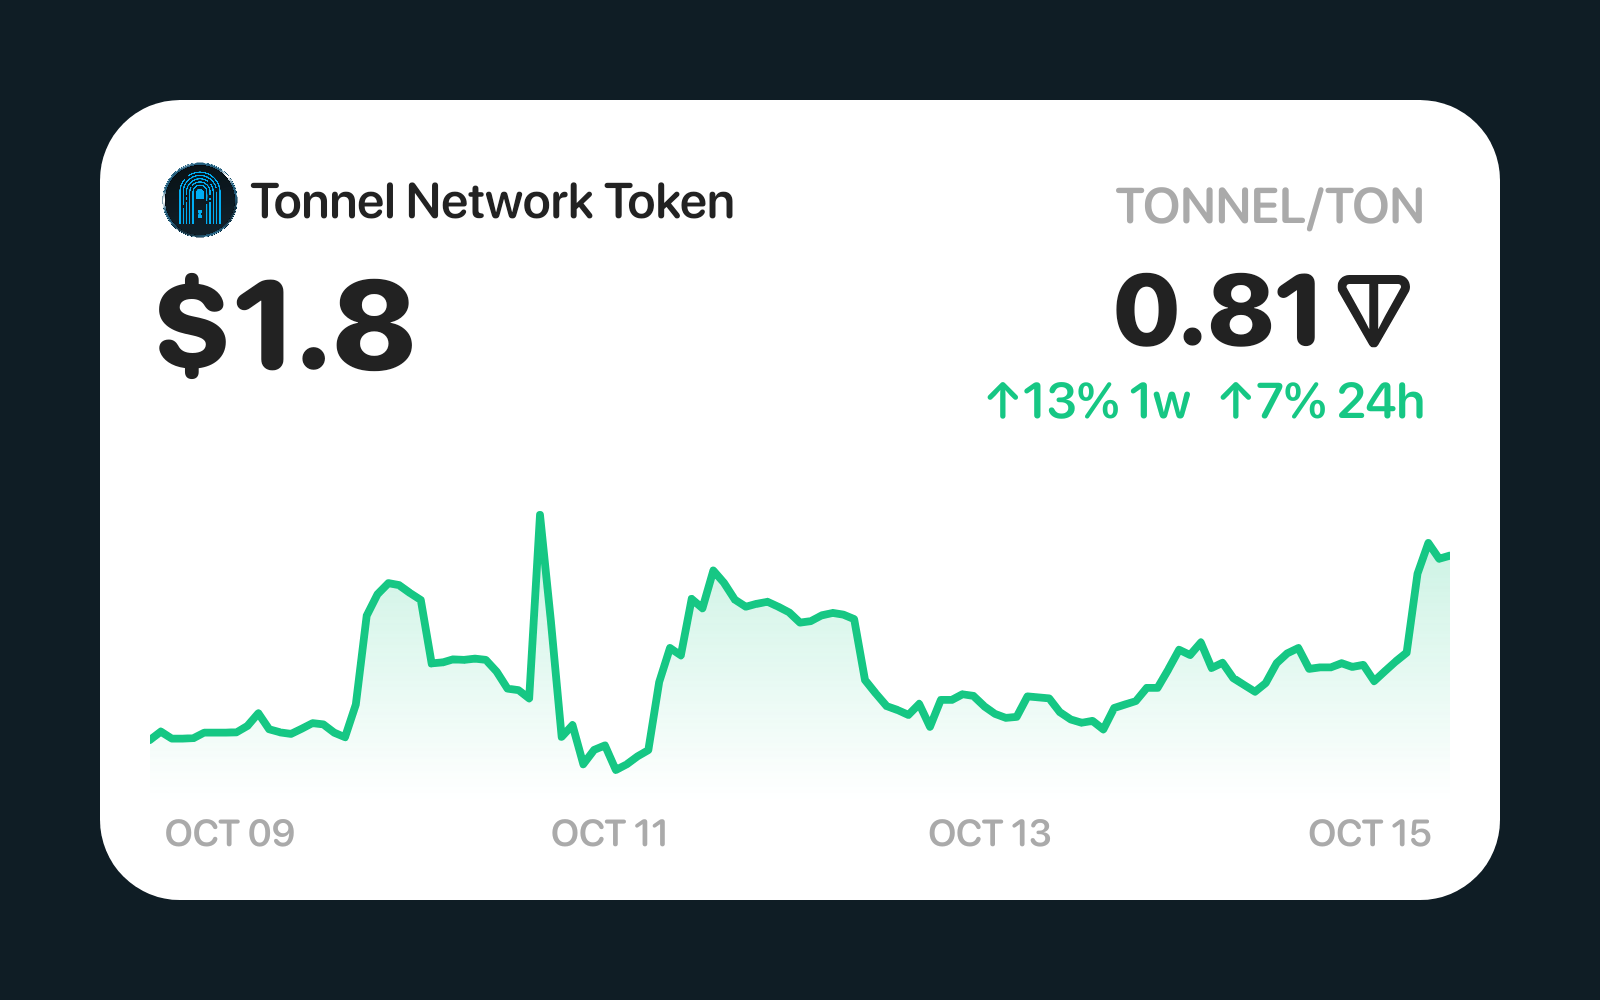 Tonnel Network Token
TONNEL/TON
$1.8
0.81
↑13% 1w ↑7% 24h
OCT 09 OCT 11 OCT 13 OCT 15